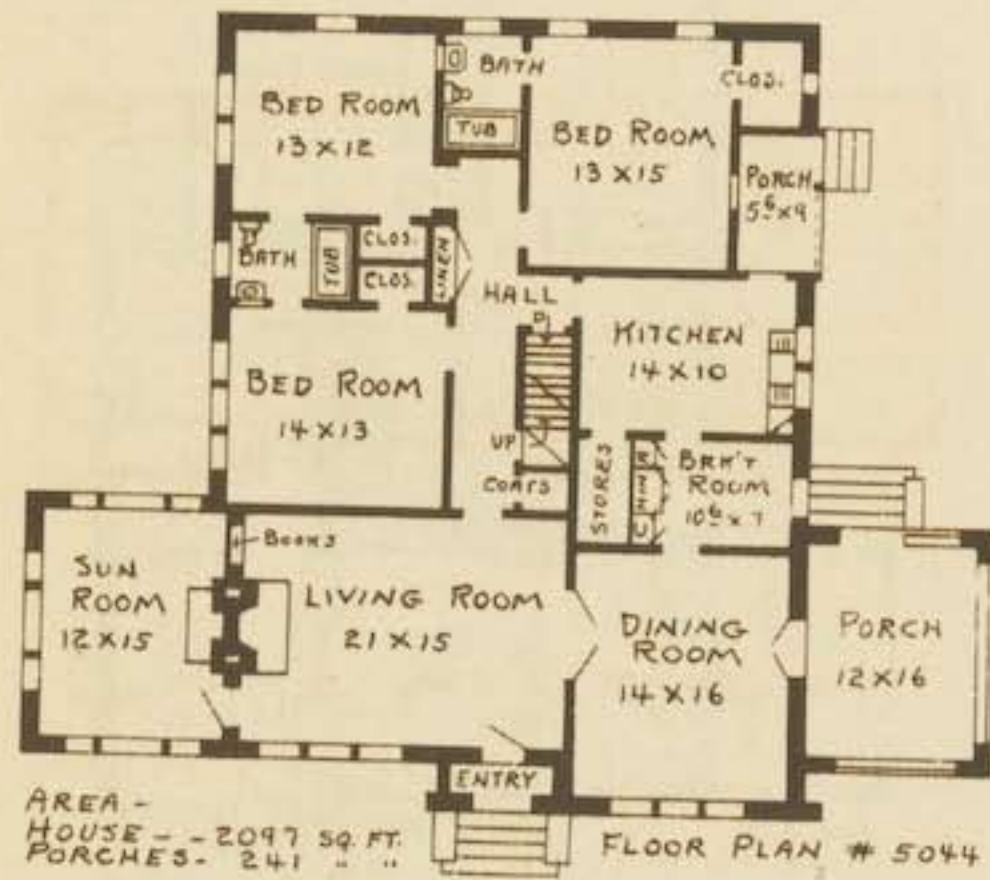 BED ROOM
13 X 12
BATH
TUB
BED ROOM
13 X 15
CLOS.
PORCH
5⁶ X 9
BATH
TUB
CLOS.
CLOS.
LINEN
HALL
D
KITCHEN
14 X 10
BED ROOM
14 X 13
UP
COATS
STORES
R
CHINA
BRK'T
ROOM
10⁶ X 7
SUN
ROOM
12 X 15
BOOKS
LIVING ROOM
21 X 15
DINING
ROOM
14 X 16
PORCH
12 X 16
ENTRY
AREA -
HOUSE - - 2097 SQ. FT.
PORCHES - 241 " "
FLOOR PLAN # 5044